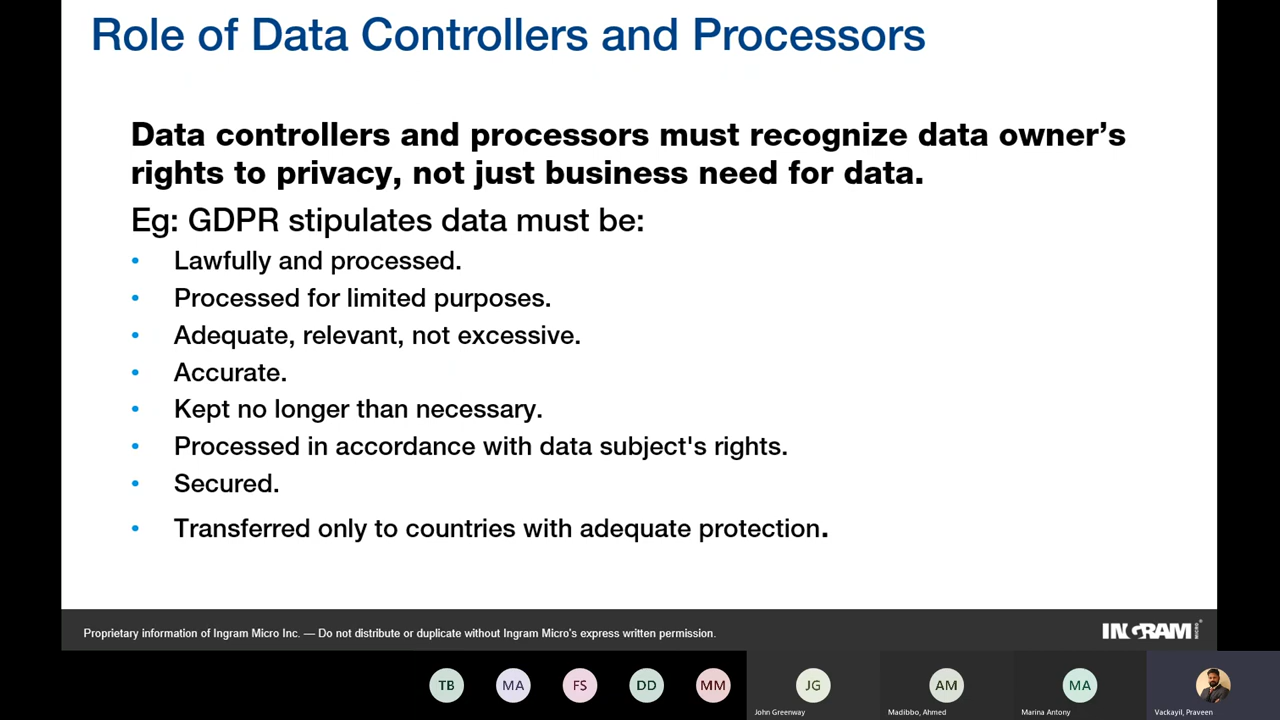 Role of Data Controllers and Processors
Data controllers and processors must recognize data owner's
rights to privacy, not just business need for data.
Eg: GDPR stipulates data must be:
• Lawfully and processed.
• Processed for limited purposes.
• Adequate, relevant, not excessive.
• Accurate.
• Kept no longer than necessary.
• Processed in accordance with data subject's rights.
• Secured.
• Transferred only to countries with adequate protection.
Proprietary information of Ingram Micro Inc. — Do not distribute or duplicate without Ingram Micro's express written permission.
INGRAM MICRO
TB MA FS DD MM JG AM MA
John Greenway Madibbo, Ahmed Marina Antony Vackayil, Praveen